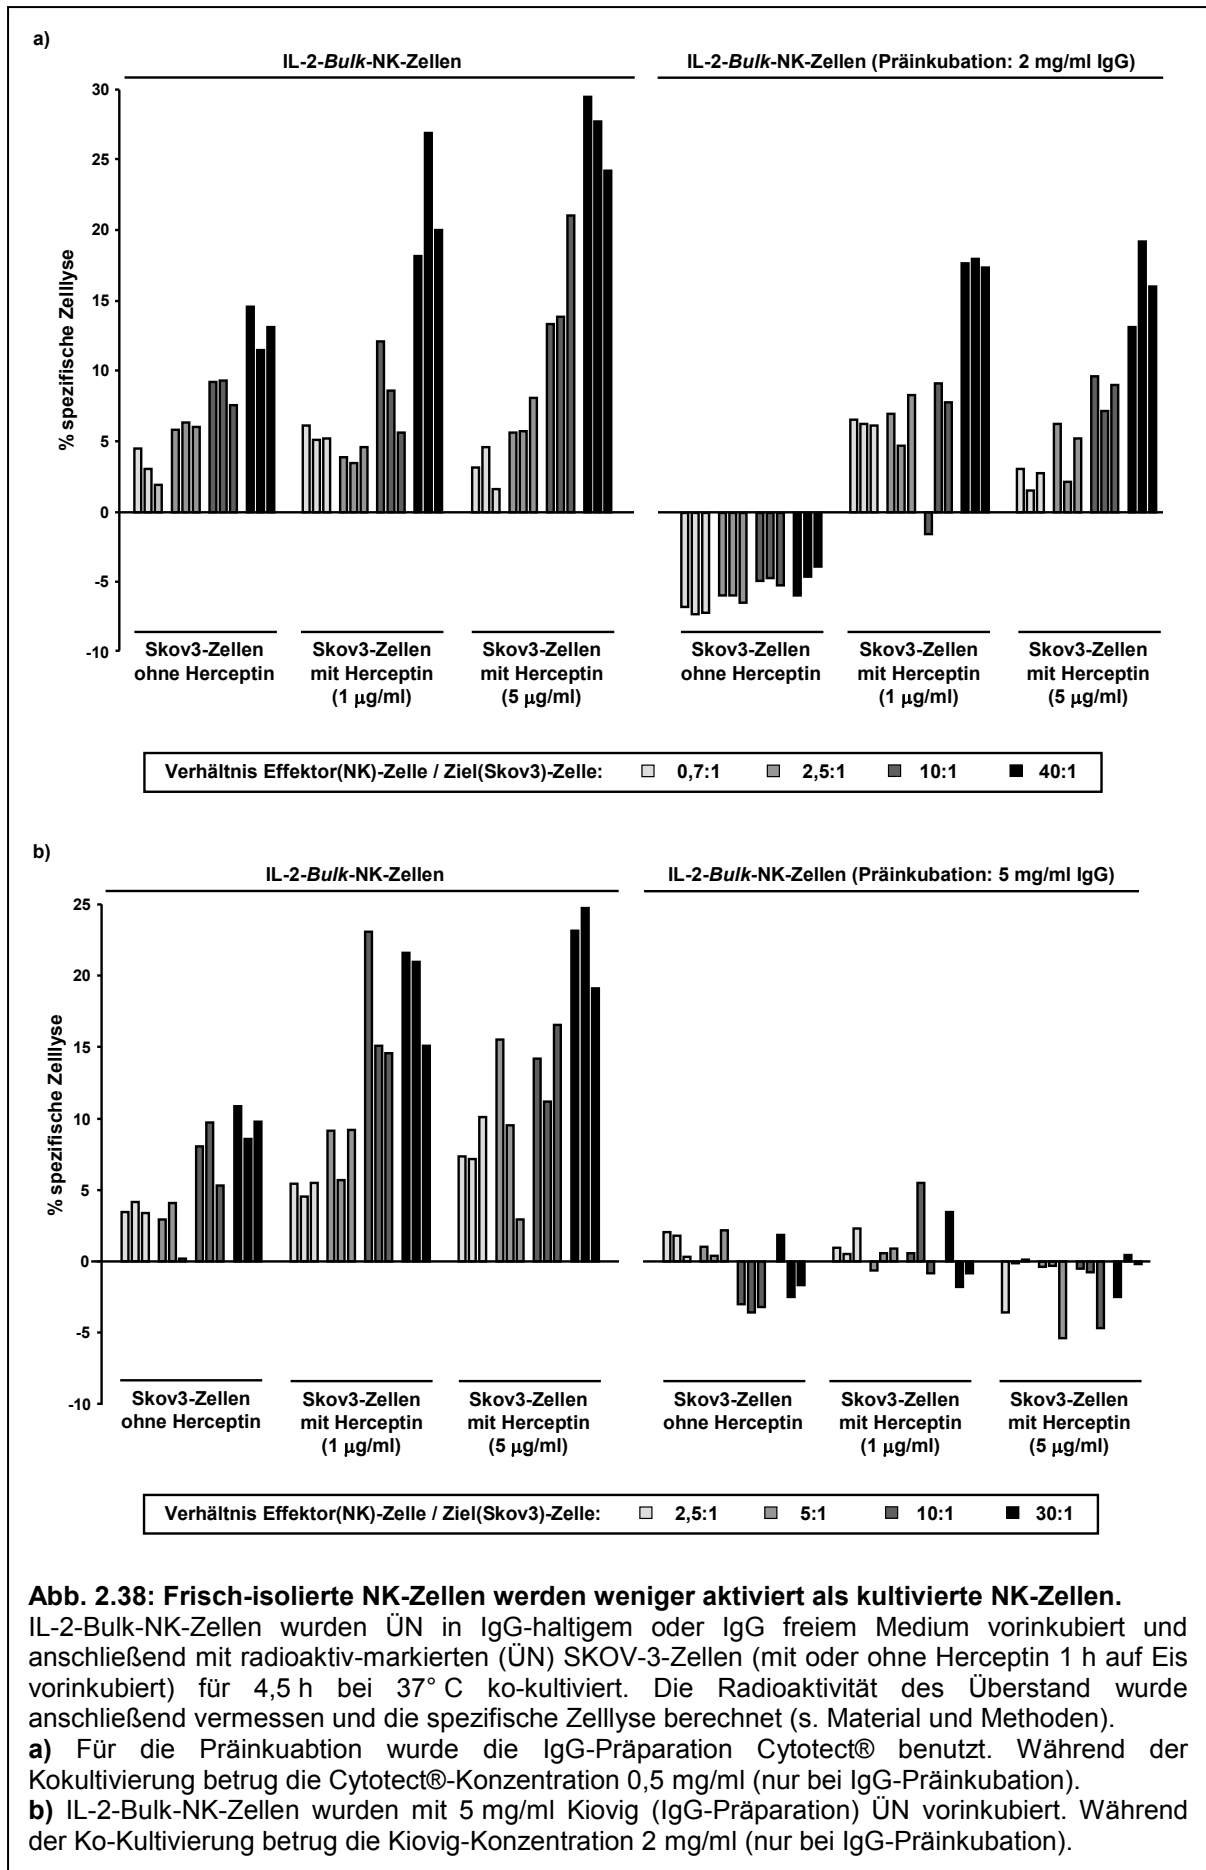 a)
IL-2-Bulk-NK-Zellen
IL-2-Bulk-NK-Zellen (Präinkubation: 2 mg/ml IgG)
% spezifische Zelllyse
30
25
20
15
10
5
0
-5
-10
Skov3-Zellen
ohne Herceptin
Skov3-Zellen
mit Herceptin
(1 µg/ml)
Skov3-Zellen
mit Herceptin
(5 µg/ml)
Skov3-Zellen
ohne Herceptin
Skov3-Zellen
mit Herceptin
(1 µg/ml)
Skov3-Zellen
mit Herceptin
(5 µg/ml)
Verhältnis Effektor(NK)-Zelle / Ziel(Skov3)-Zelle: 0,7:1 2,5:1 10:1 40:1
b)
IL-2-Bulk-NK-Zellen
IL-2-Bulk-NK-Zellen (Präinkubation: 5 mg/ml IgG)
% spezifische Zelllyse
25
20
15
10
5
0
-5
-10
Skov3-Zellen
ohne Herceptin
Skov3-Zellen
mit Herceptin
(1 µg/ml)
Skov3-Zellen
mit Herceptin
(5 µg/ml)
Skov3-Zellen
ohne Herceptin
Skov3-Zellen
mit Herceptin
(1 µg/ml)
Skov3-Zellen
mit Herceptin
(5 µg/ml)
Verhältnis Effektor(NK)-Zelle / Ziel(Skov3)-Zelle: 2,5:1 5:1 10:1 30:1
Abb. 2.38: Frisch-isolierte NK-Zellen werden weniger aktiviert als kultivierte NK-Zellen.
IL-2-Bulk-NK-Zellen wurden ÜN in IgG-haltigem oder IgG freiem Medium vorinkubiert und
anschließend mit radioaktiv-markierten (ÜN) SKOV-3-Zellen (mit oder ohne Herceptin 1 h auf Eis
vorinkubiert) für 4,5 h bei 37° C ko-kultiviert. Die Radioaktivität des Überstand wurde
anschließend vermessen und die spezifische Zelllyse berechnet (s. Material und Methoden).
a) Für die Präinkuabtion wurde die IgG-Präparation Cytotect® benutzt. Während der
Kokultivierung betrug die Cytotect®-Konzentration 0,5 mg/ml (nur bei IgG-Präinkubation).
b) IL-2-Bulk-NK-Zellen wurden mit 5 mg/ml Kiovig (IgG-Präparation) ÜN vorinkubiert. Während
der Ko-Kultivierung betrug die Kiovig-Konzentration 2 mg/ml (nur bei IgG-Präinkubation).